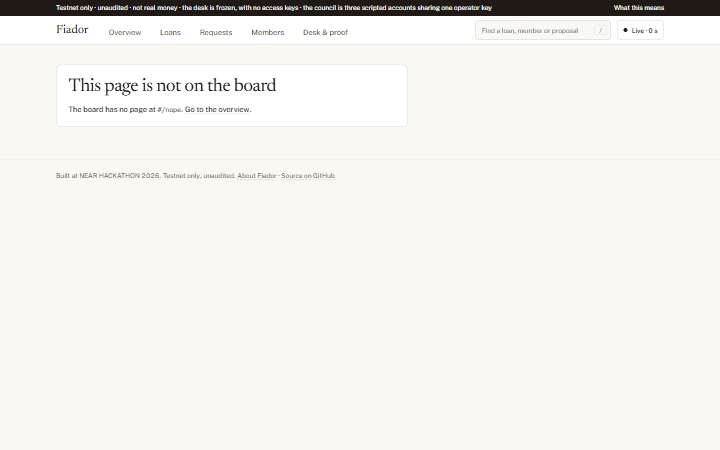 Testnet only · unaudited · not real money · the desk is frozen, with no access keys · the council is three scripted accounts sharing one operator key
What this means
Fiador
Overview
Loans
Requests
Members
Desk & proof
Find a loan, member or proposal
/
Live · 0 s
This page is not on the board
The board has no page at #/nope. Go to the overview.
Built at NEAR HACKATHON 2026. Testnet only, unaudited. About Fiador · Source on GitHub